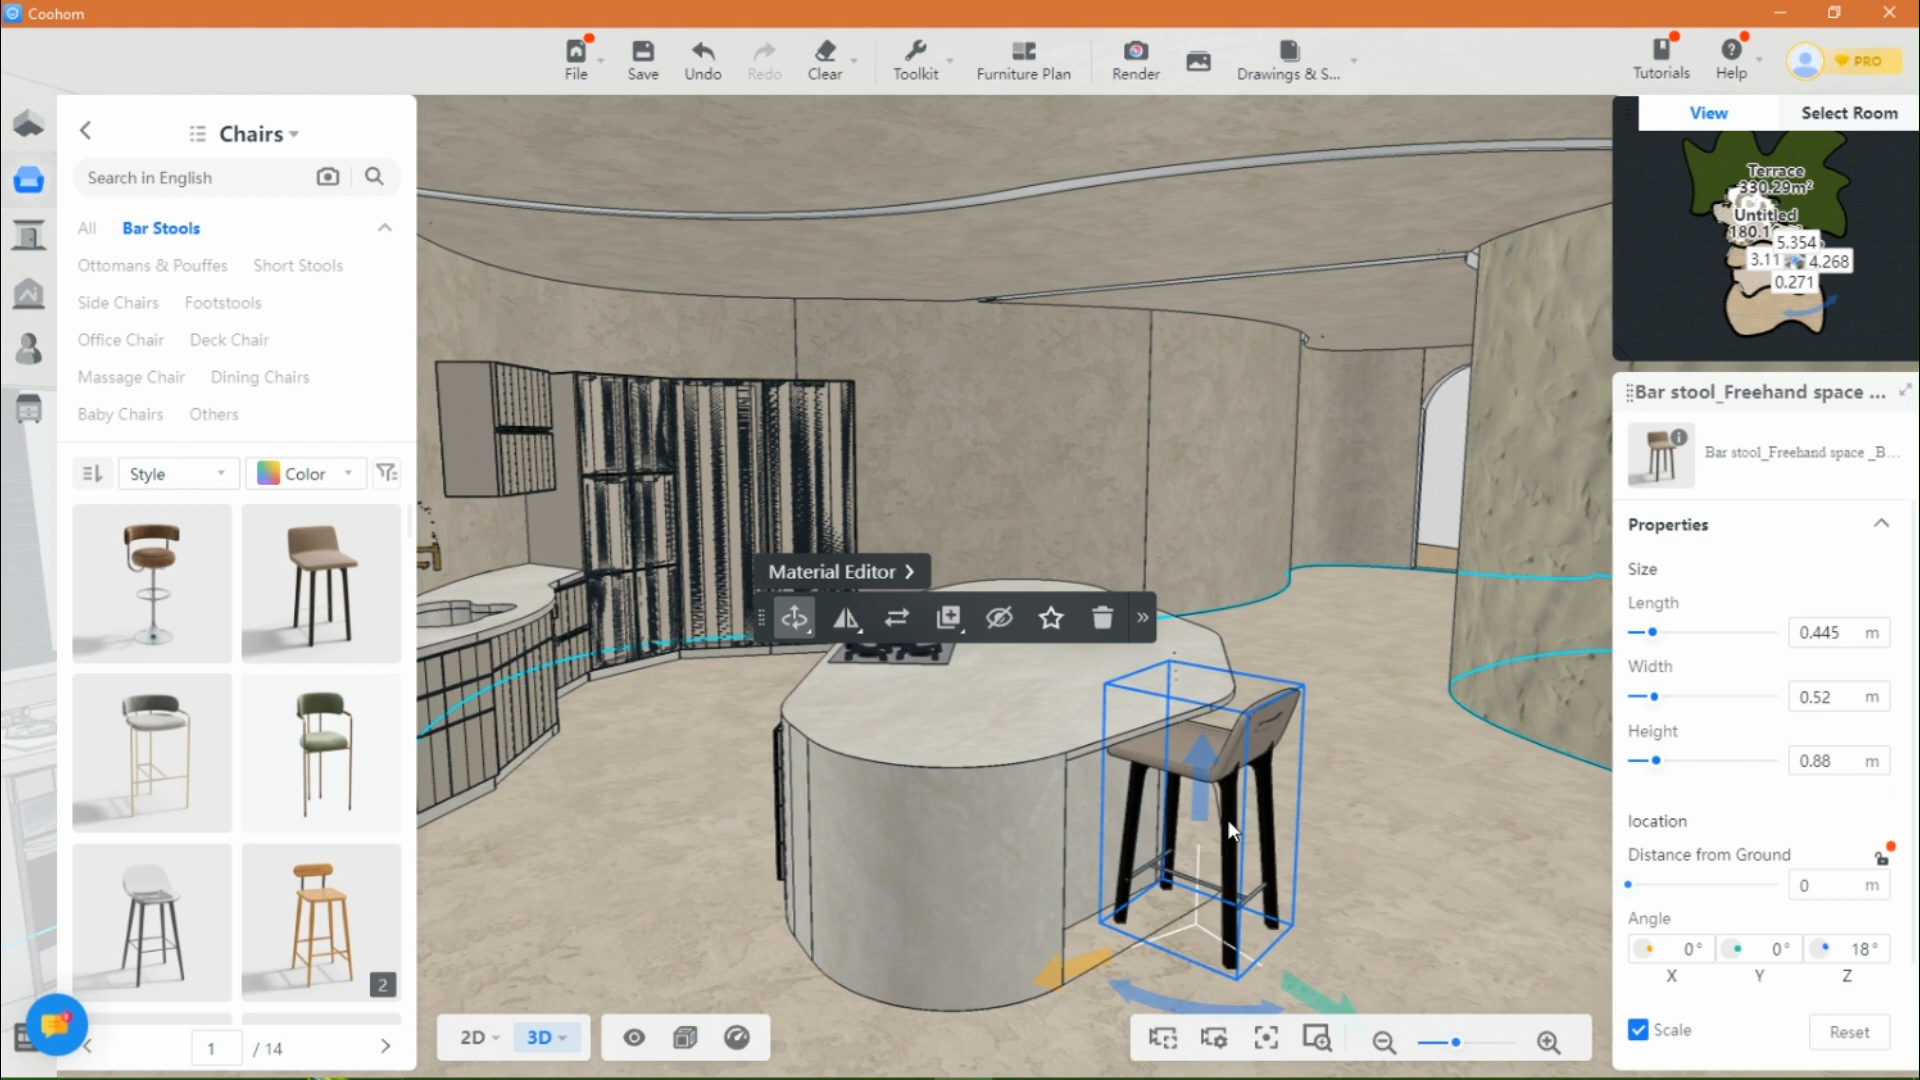 Coohom
File
Save
Undo
Redo
Clear
Toolkit
Furniture Plan
Render
Drawings & S...
Tutorials
Help
PRO
Chairs
Search in English
All
Bar Stools
Ottomans & Pouffes
Short Stools
Side Chairs
Footstools
Office Chair
Deck Chair
Massage Chair
Dining Chairs
Baby Chairs
Others
Style
Color
2
1
/ 14
Material Editor
2D
3D
View
Select Room
Terrace
330.29m²
Untitled
180.1
5.354
3.11
4.268
0.271
Bar stool_Freehand space ...
Bar stool_Freehand space _B...
Properties
Size
Length
0.445 m
Width
0.52 m
Height
0.88 m
location
Distance from Ground
0 m
Angle
0°
0°
18°
X
Y
Z
Scale
Reset